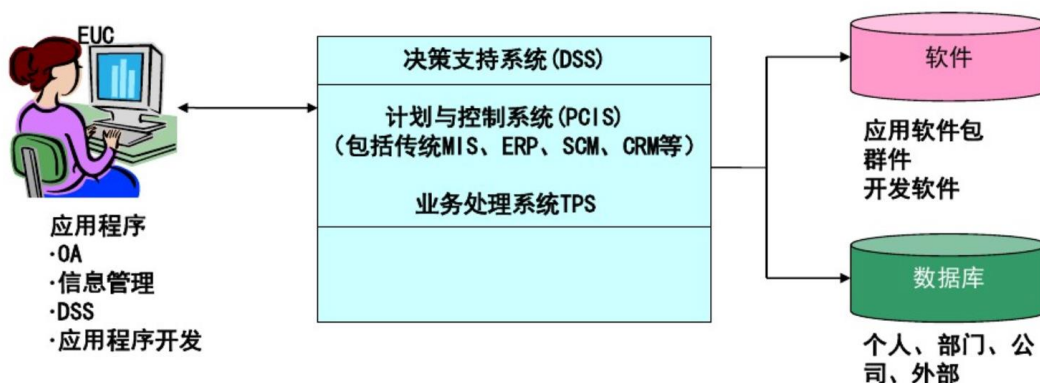 EUC
应用程序
·OA
·信息管理
·DSS
·应用程序开发
决策支持系统(DSS)
计划与控制系统(PCIS)
(包括传统MIS、ERP、SCM、CRM等)
业务处理系统TPS
软件
应用软件包
群件
开发软件
数据库
个人、部门、公
司、外部